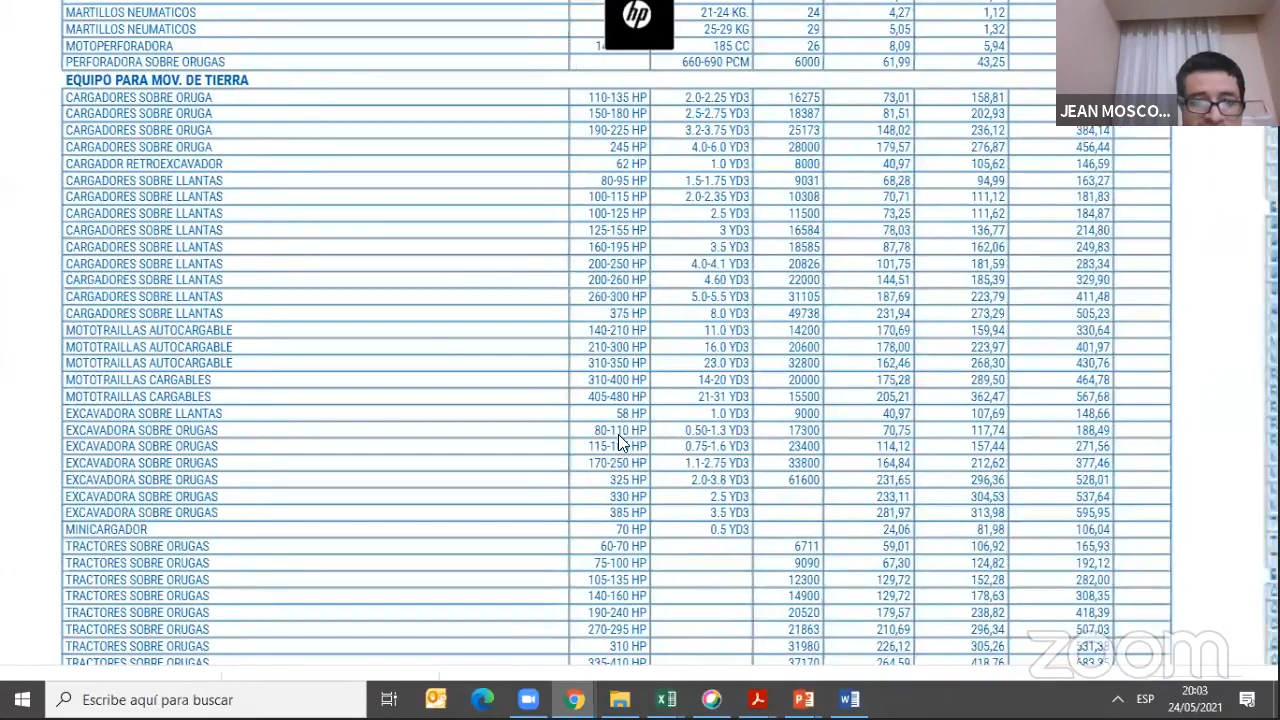 MARTILLOS NEUMATICOS 21-24 KG. 24 4,27 1,12
MARTILLOS NEUMATICOS 25-29 KG 29 5,05 1,32
MOTOPERFORADORA 185 CC 26 8,09 5,94
PERFORADORA SOBRE ORUGAS 660-690 PCM 6000 61,99 43,25
EQUIPO PARA MOV. DE TIERRA
CARGADORES SOBRE ORUGA 110-135 HP 2.0-2.25 YD3 16275 73,01 158,81
CARGADORES SOBRE ORUGA 150-180 HP 2.5-2.75 YD3 18387 81,51 202,93
CARGADORES SOBRE ORUGA 190-225 HP 3.2-3.75 YD3 25173 148,02 236,12 384,14
CARGADORES SOBRE ORUGA 245 HP 4.0-6.0 YD3 28000 179,57 276,87 456,44
CARGADOR RETROEXCAVADOR 62 HP 1.0 YD3 8000 40,97 105,62 146,59
CARGADORES SOBRE LLANTAS 80-95 HP 1.5-1.75 YD3 9031 68,28 94,99 163,27
CARGADORES SOBRE LLANTAS 100-115 HP 2.0-2.35 YD3 10308 70,71 111,12 181,83
CARGADORES SOBRE LLANTAS 100-125 HP 2.5 YD3 11500 73,25 111,62 184,87
CARGADORES SOBRE LLANTAS 125-155 HP 3 YD3 16584 78,03 136,77 214,80
CARGADORES SOBRE LLANTAS 160-195 HP 3.5 YD3 18585 87,78 162,06 249,83
CARGADORES SOBRE LLANTAS 200-250 HP 4.0-4.1 YD3 20826 101,75 181,59 283,34
CARGADORES SOBRE LLANTAS 200-260 HP 4.60 YD3 22000 144,51 185,39 329,90
CARGADORES SOBRE LLANTAS 260-300 HP 5.0-5.5 YD3 31105 187,69 223,79 411,48
CARGADORES SOBRE LLANTAS 375 HP 8.0 YD3 49738 231,94 273,29 505,23
MOTOTRAILLAS AUTOCARGABLE 140-210 HP 11.0 YD3 14200 170,69 159,94 330,64
MOTOTRAILLAS AUTOCARGABLE 210-300 HP 16.0 YD3 20600 178,00 223,97 401,97
MOTOTRAILLAS AUTOCARGABLE 310-350 HP 23.0 YD3 32800 162,46 268,30 430,76
MOTOTRAILLAS CARGABLES 310-400 HP 14-20 YD3 20000 175,28 289,50 464,78
MOTOTRAILLAS CARGABLES 405-480 HP 21-31 YD3 15500 205,21 362,47 567,68
EXCAVADORA SOBRE LLANTAS 58 HP 1.0 YD3 9000 40,97 107,69 148,66
EXCAVADORA SOBRE ORUGAS 80-110 HP 0.50-1.3 YD3 17300 70,75 117,74 188,49
EXCAVADORA SOBRE ORUGAS HP 0.75-1.6 YD3 23400 114,12 157,44 271,56
EXCAVADORA SOBRE ORUGAS 170-250 HP 1.1-2.75 YD3 33800 164,84 212,62 377,46
EXCAVADORA SOBRE ORUGAS 325 HP 2.0-3.8 YD3 61600 231,65 296,36 528,01
EXCAVADORA SOBRE ORUGAS 330 HP 2.5 YD3 233,11 304,53 537,64
EXCAVADORA SOBRE ORUGAS 385 HP 3.5 YD3 281,97 313,98 595,95
MINICARGADOR 70 HP 0.5 YD3 24,06 81,98 106,04
TRACTORES SOBRE ORUGAS 60-70 HP 6711 59,01 106,92 165,93
TRACTORES SOBRE ORUGAS 75-100 HP 9090 67,30 124,82 192,12
TRACTORES SOBRE ORUGAS 105-135 HP 12300 129,72 152,28 282,00
TRACTORES SOBRE ORUGAS 140-160 HP 14900 129,72 178,63 308,35
TRACTORES SOBRE ORUGAS 190-240 HP 20520 179,57 238,82 418,39
TRACTORES SOBRE ORUGAS 270-295 HP 21863 210,69 296,34 507,03
TRACTORES SOBRE ORUGAS 310 HP 31980 226,12 305,26
TRACTORES SOBRE ORUGAS 335-410 HP 37170 264,59 418,76
hp
JEAN MOSCO...
zoom
Escribe aquí para buscar
ESP
20:03
24/05/2021